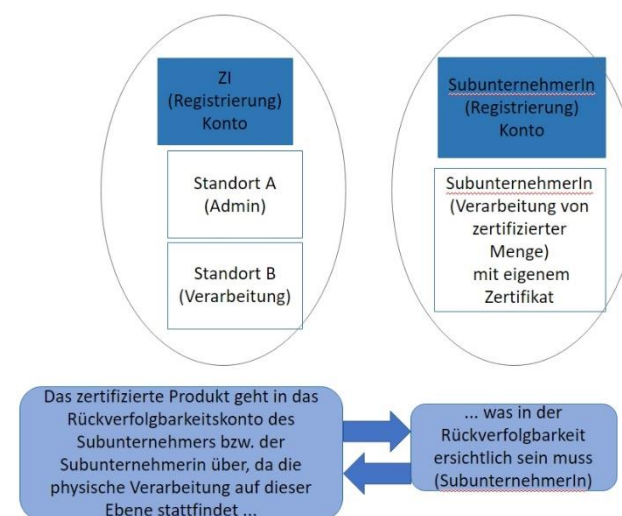 ZI
(Registrierung)
Konto
Standort A
(Admin)
Standort B
(Verarbeitung)
SubunternehmerIn
(Registrierung)
Konto
SubunternehmerIn
(Verarbeitung von
zertifizierter
Menge)
mit eigenem
Zertifikat
Das zertifizierte Produkt geht in das
Rückverfolgbarkeitskonto des
Subunternehmers bzw. der
Subunternehmerin über, da die
physische Verarbeitung auf dieser
Ebene stattfindet ...
... was in der
Rückverfolgbarkeit
ersichtlich sein muss
(SubunternehmerIn)